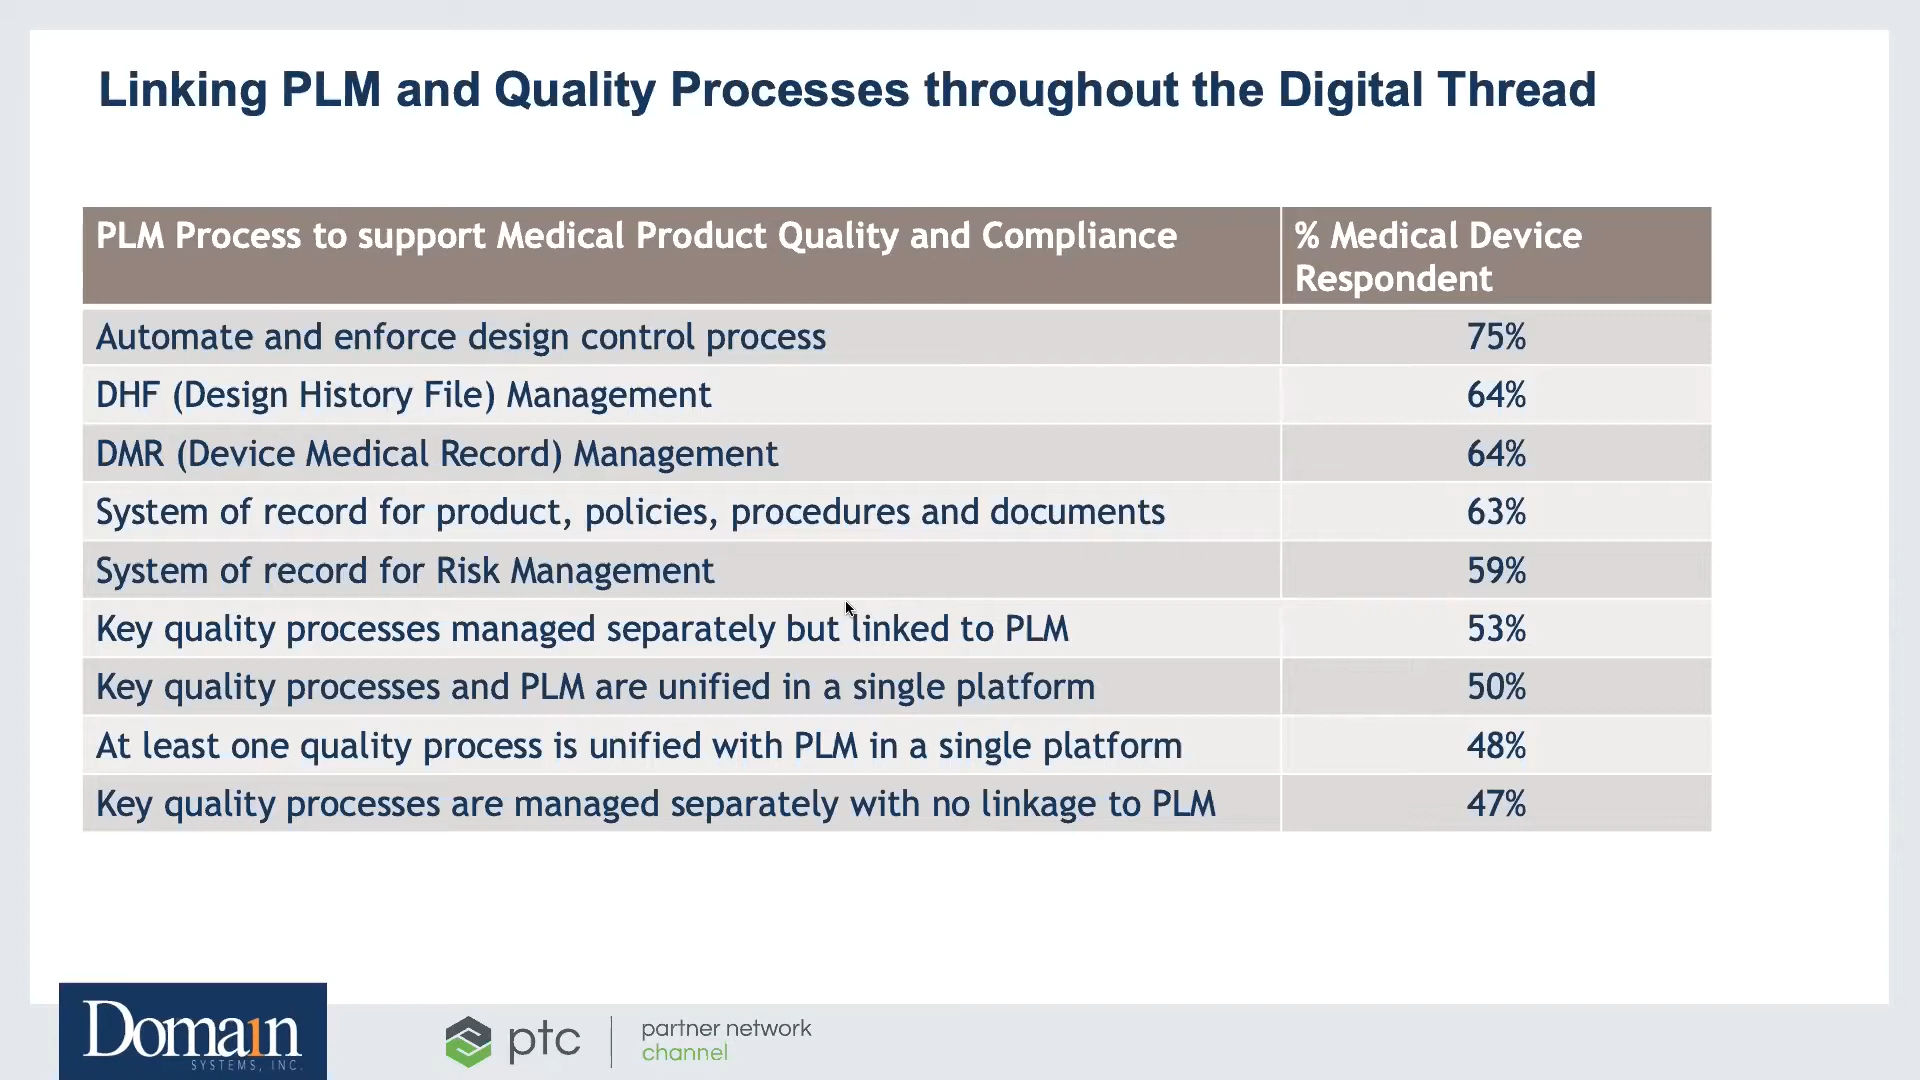 Linking PLM and Quality Processes throughout the Digital Thread
PLM Process to support Medical Product Quality and Compliance
% Medical Device
Respondent
Automate and enforce design control process
75%
DHF (Design History File) Management
64%
DMR (Device Medical Record) Management
64%
System of record for product, policies, procedures and documents
63%
System of record for Risk Management
59%
Key quality processes managed separately but linked to PLM
53%
Key quality processes and PLM are unified in a single platform
50%
At least one quality process is unified with PLM in a single platform
48%
Key quality processes are managed separately with no linkage to PLM
47%
Domain
SYSTEMS, INC.
ptc
partner network
channel